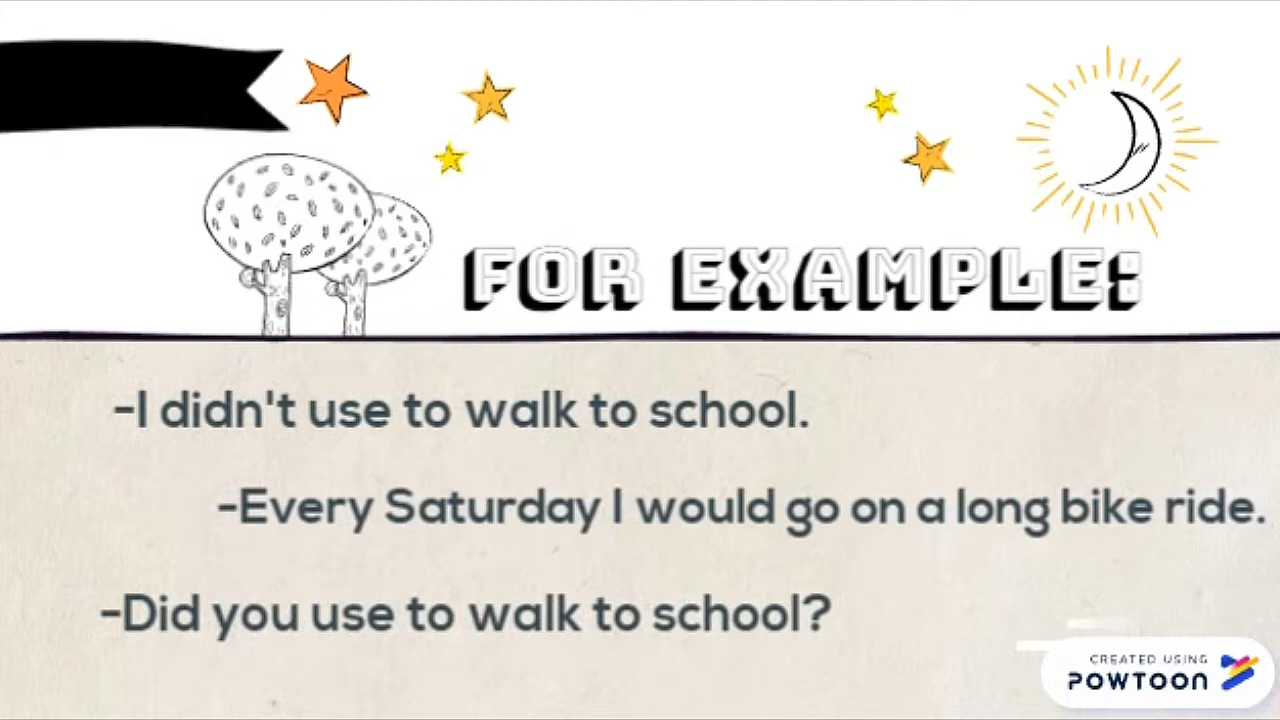 FOR EXAMPLE:
-I didn't use to walk to school.
-Every Saturday I would go on a long bike ride.
-Did you use to walk to school?
CREATED USING
POWTOON